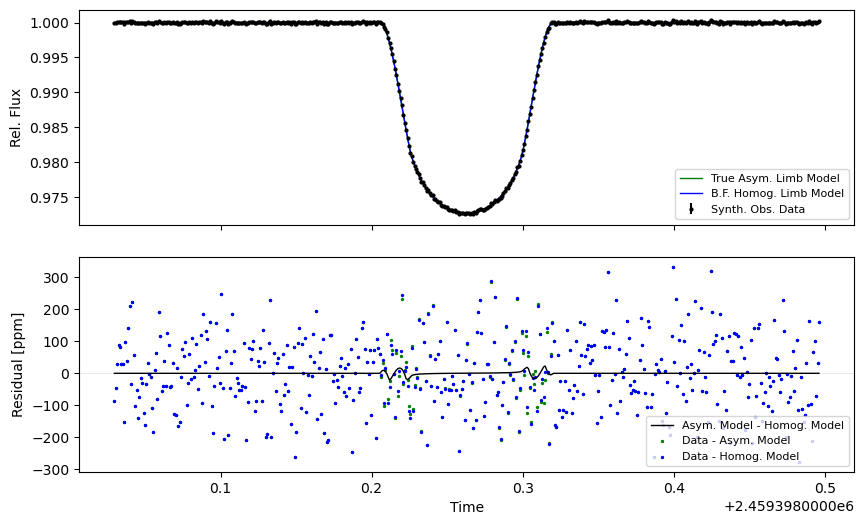 1.000
0.995
0.990
0.985
0.980
0.975
Rel. Flux
True Asym. Limb Model
B.F. Homog. Limb Model
Synth. Obs. Data
300
200
100
0
−100
−200
−300
Residual [ppm]
Asym. Model - Homog. Model
Data - Asym. Model
Data - Homog. Model
0.1 0.2 0.3 0.4 0.5
Time
+2.4593980000e6